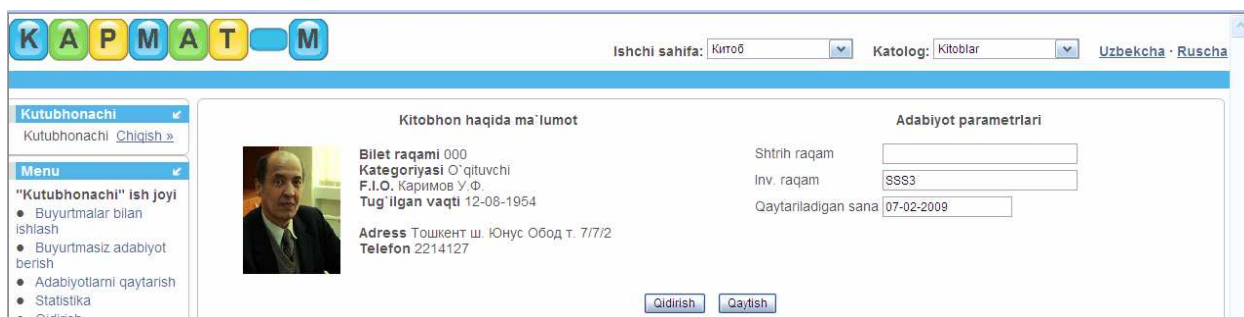 КАРМАТ-М
Ishchi sahifa: Китоб Katolog: Kitoblar Uzbekcha · Ruscha
Kutubhonachi
Kutubhonachi Chiqish »
Menu
"Kutubhonachi" ish joyi
Buyurtmalar bilan
ishlash
Buyurtmasiz adabiyot
berish
Adabiyotlarni qaytarish
Statistika
Kitobhon haqida ma`lumot
Bilet raqami 000
Kategoriyasi O`qituvchi
F.I.O. Каримов У.Ф.
Tug`ilgan vaqti 12-08-1954
Adress Тошкент ш. Юнус Обод т. 7/7/2
Telefon 2214127
Adabiyot parametrlari
Shtrih raqam
Inv. raqam SSS3
Qaytariladigan sana 07-02-2009
Qidirish Qaytish